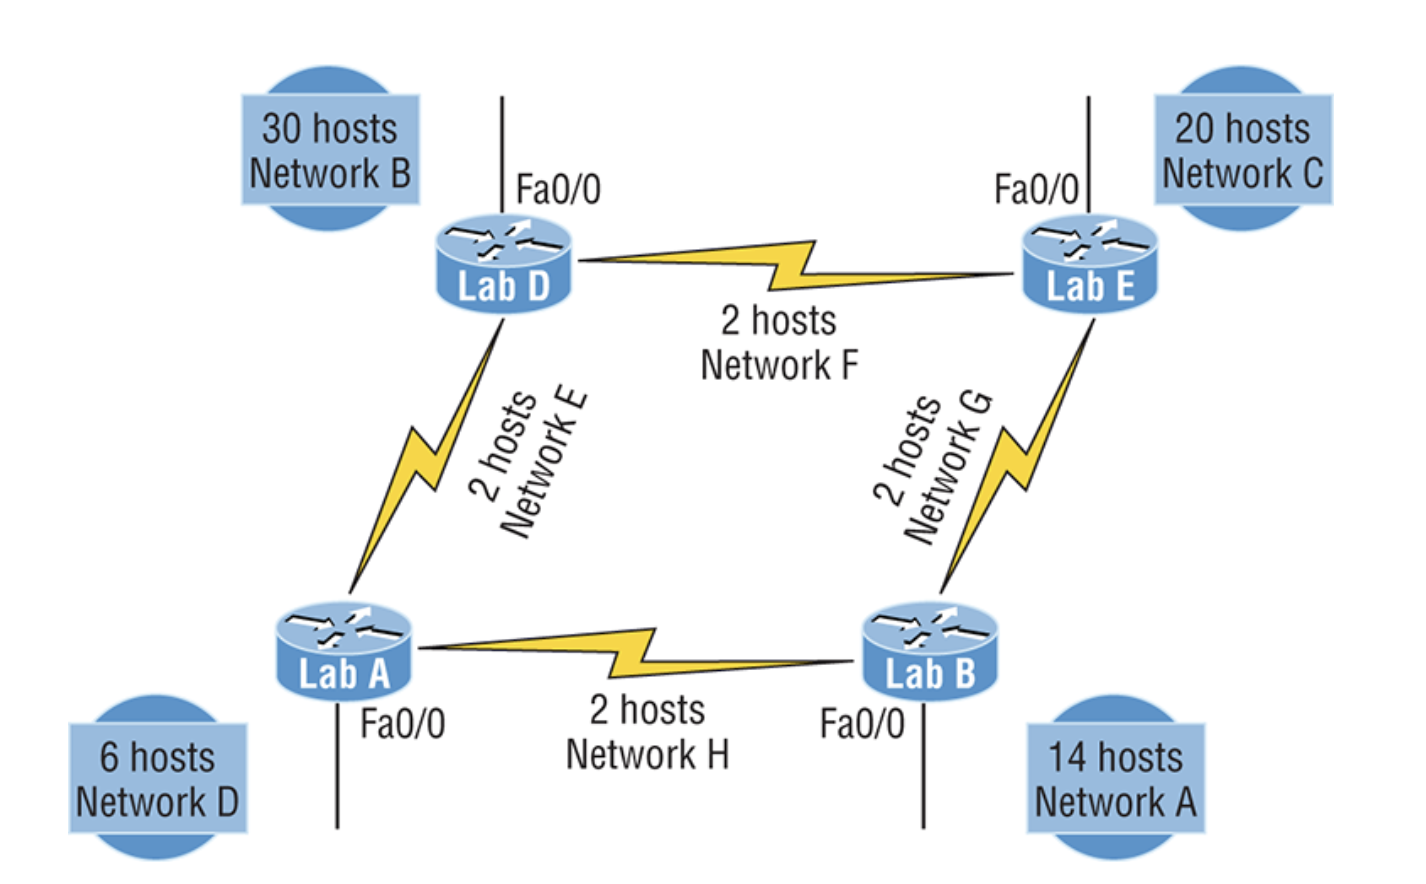 30 hosts
Network B
Fa0/0
Fa0/0
20 hosts
Network C
Lab D
Lab E
2 hosts
Network F
2 hosts
Network E
2 hosts
Network G
Lab A
Lab B
Fa0/0
2 hosts
Network H
Fa0/0
6 hosts
Network D
14 hosts
Network A